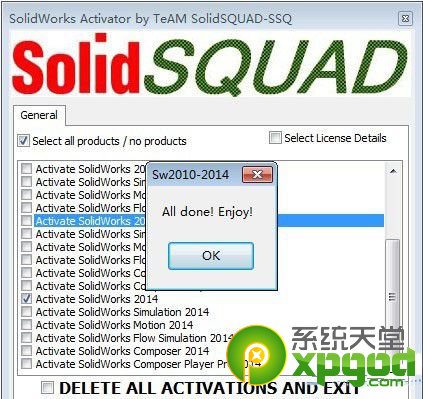 SolidWorks Activator by TeAM SolidSQUAD-SSQ
SolidSQUAD
General
Select all products / no products
Select License Details
Activate SolidWorks 20
Activate SolidWorks Sim
Activate SolidWorks Mo
Activate SolidWorks Flo
Activate SolidWorks 20
Activate SolidWorks Sim
Activate SolidWorks Mo
Activate SolidWorks Flo
Activate SolidWorks Co
Activate SolidWorks Co
Activate SolidWorks 2014
Activate SolidWorks Simulation 2014
Activate SolidWorks Motion 2014
Activate SolidWorks Flow Simulation 2014
Activate SolidWorks Composer 2014
Activate SolidWorks Composer Player Pro 2014
Sw2010-2014
All done! Enjoy!
OK
系统天堂
xpgod.com
DELETE ALL ACTIVATIONS AND EXIT